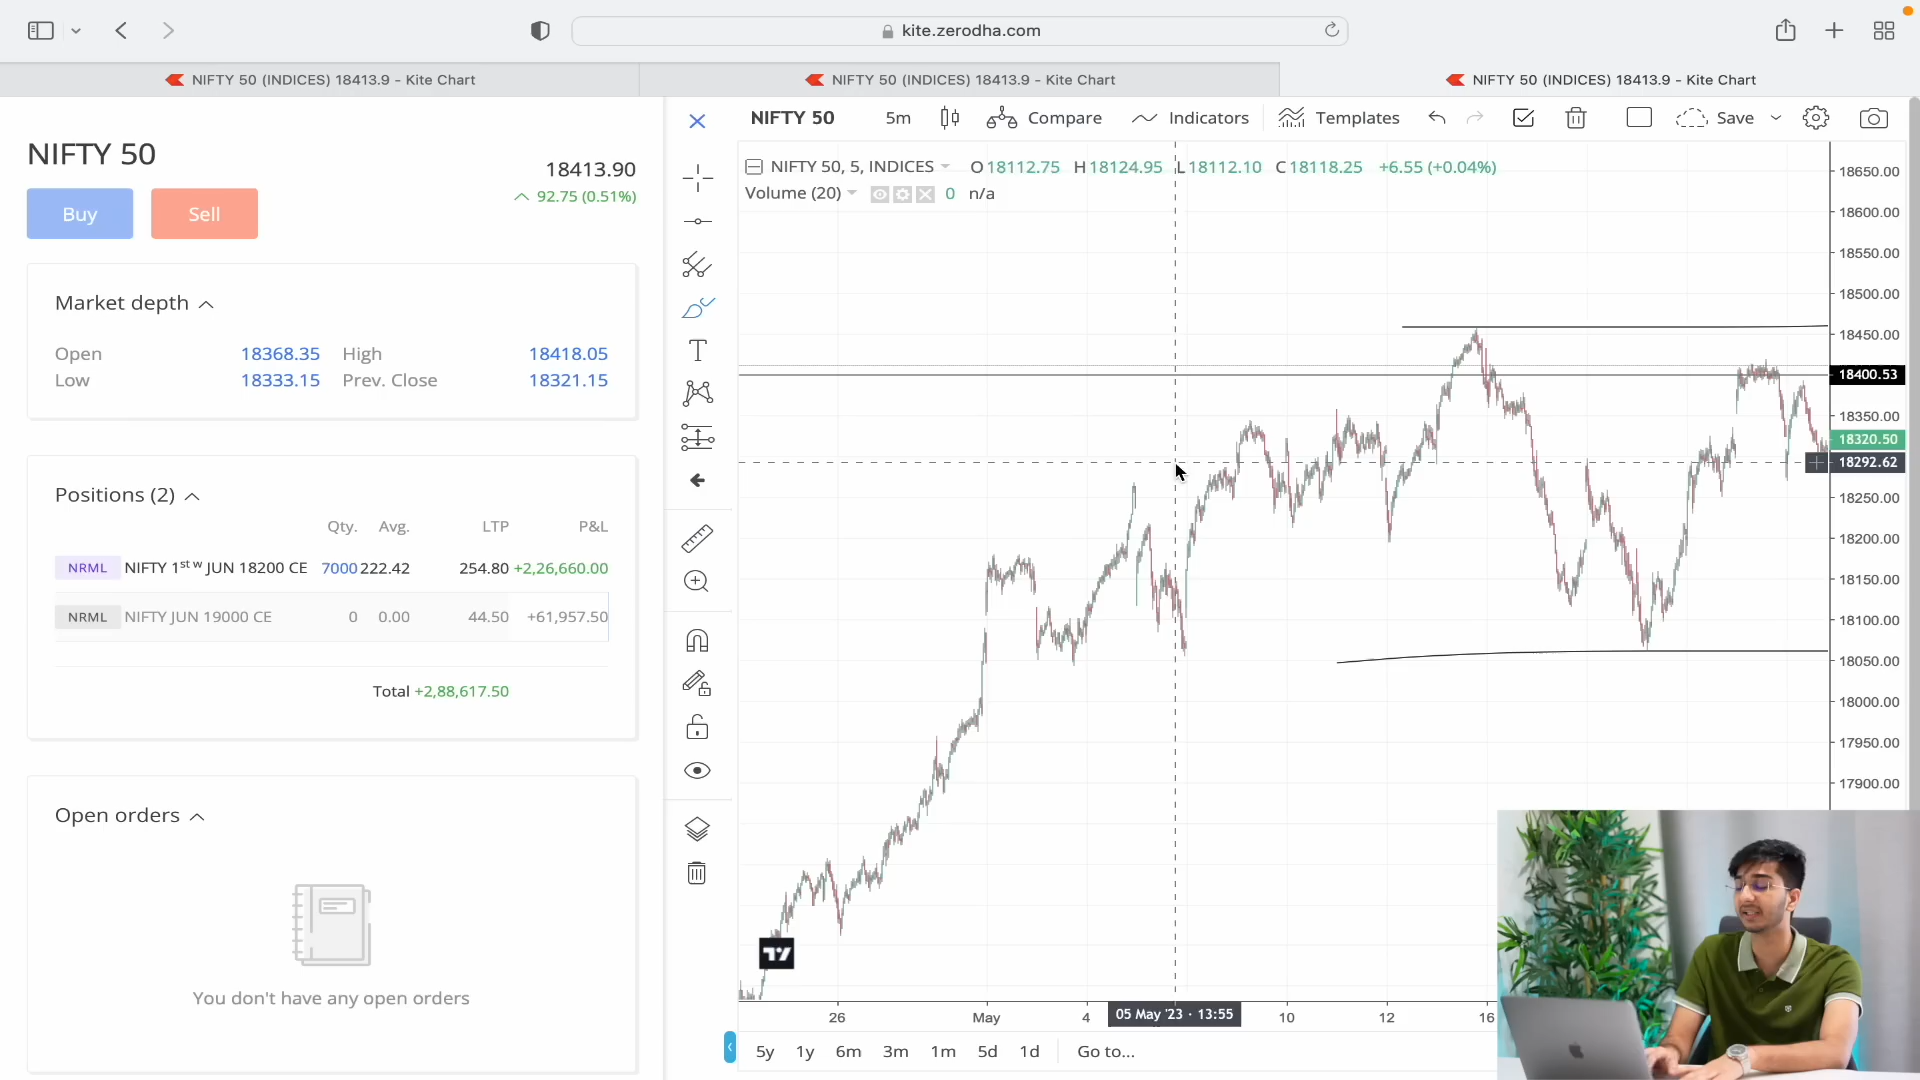 kite.zerodha.com
NIFTY 50 (INDICES) 18413.9 - Kite Chart
NIFTY 50 (INDICES) 18413.9 - Kite Chart
NIFTY 50 (INDICES) 18413.9 - Kite Chart
NIFTY 50
18413.90
92.75 (0.51%)
Buy
Sell
Market depth
Open 18368.35 High 18418.05
Low 18333.15 Prev. Close 18321.15
Positions (2)
Qty. Avg. LTP P&L
NRML NIFTY 1st w JUN 18200 CE 7000 222.42 254.80 +2,26,660.00
NRML NIFTY JUN 19000 CE 0 0.00 44.50 +61,957.50
Total +2,88,617.50
Open orders
You don't have any open orders
NIFTY 50 5m Compare Indicators Templates Save
NIFTY 50, 5, INDICES O18112.75 H18124.95 L18112.10 C18118.25 +6.55 (+0.04%)
Volume (20) 0 n/a
T
18650.00
18600.00
18550.00
18500.00
18450.00
18400.53
18350.00
18320.50
18292.62
18250.00
18200.00
18150.00
18100.00
18050.00
18000.00
17950.00
17900.00
26 May 4 05 May '23 · 13:55 10 12 16
5y 1y 6m 3m 1m 5d 1d Go to...